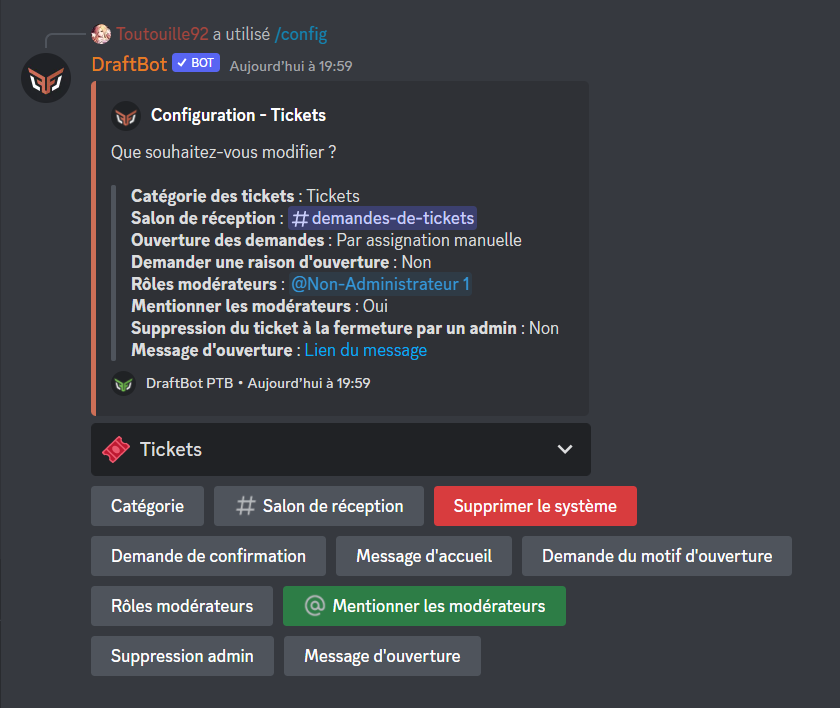 Toutouille92 a utilisé /config
DraftBot ✓ BOT Aujourd'hui à 19:59
Configuration - Tickets
Que souhaitez-vous modifier ?
Catégorie des tickets : Tickets
Salon de réception : # demandes-de-tickets
Ouverture des demandes : Par assignation manuelle
Demander une raison d'ouverture : Non
Rôles modérateurs : @Non-Administrateur 1
Mentionner les modérateurs : Oui
Suppression du ticket à la fermeture par un admin : Non
Message d'ouverture : Lien du message
DraftBot PTB • Aujourd'hui à 19:59
Tickets
Catégorie # Salon de réception Supprimer le système
Demande de confirmation Message d'accueil Demande du motif d'ouverture
Rôles modérateurs @ Mentionner les modérateurs
Suppression admin Message d'ouverture